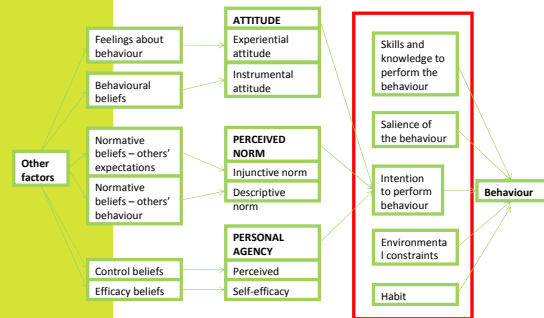 Other
factors
Feelings about
behaviour
Behavioural
beliefs
Normative
beliefs – others'
expectations
Normative
beliefs – others'
behaviour
Control beliefs
Efficacy beliefs
ATTITUDE
Experiential
attitude
Instrumental
attitude
PERCEIVED
NORM
Injunctive norm
Descriptive
norm
PERSONAL
AGENCY
Perceived
Self-efficacy
Skills and
knowledge to
perform the
behaviour
Salience of
the behaviour
Intention
to perform
behaviour
Environmenta
l constraints
Habit
Behaviour